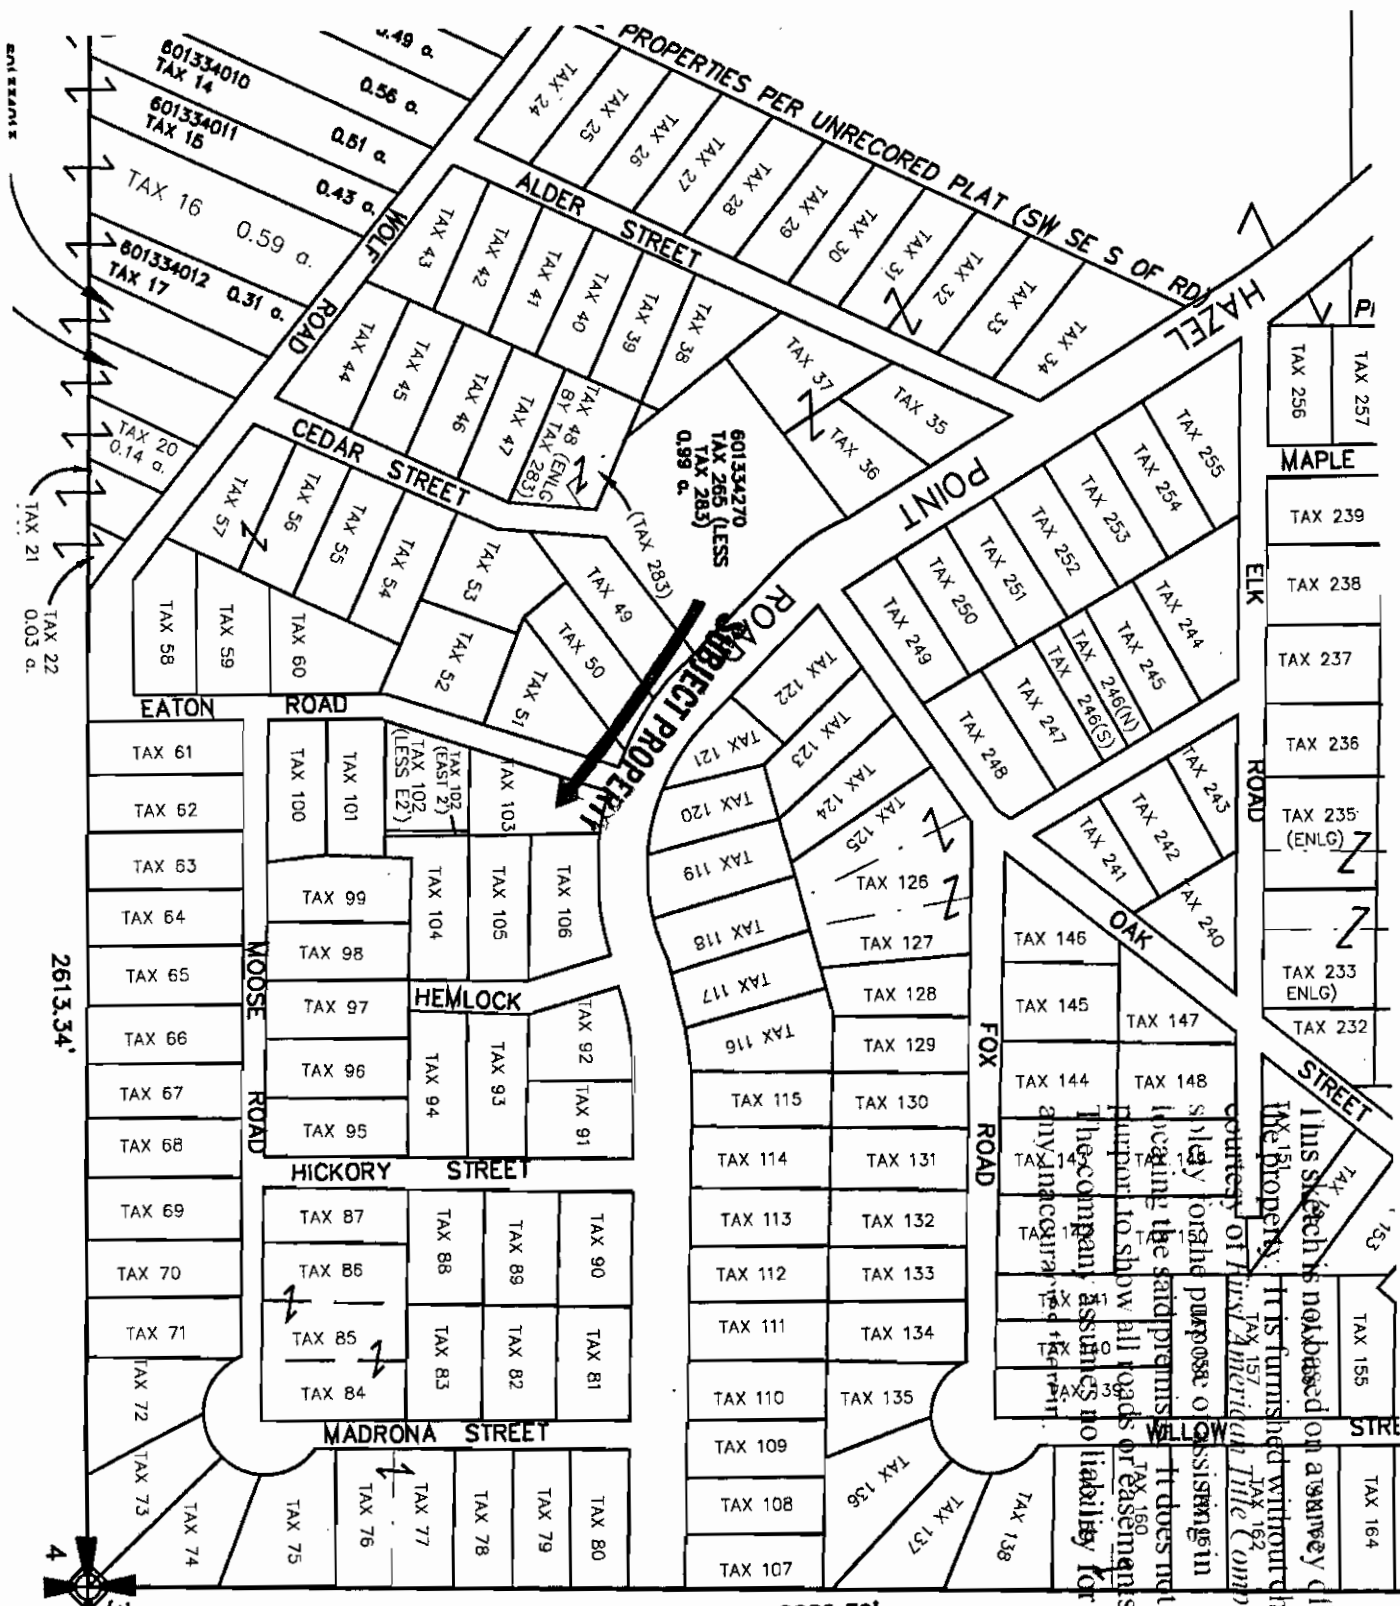 PROPERTIES PER UNRECORED PLAT (SW SE S OF RD)
601334010
TAX 14
0.56 a.
601334011
TAX 15
0.51 a.
0.43 a.
TAX 16 0.59 a.
601334012 0.31 a.
TAX 17
TAX 20
0.14 a.
TAX 21
TAX 22
0.03 a.
WOLF ROAD
TAX 24
TAX 25
TAX 26
TAX 27
TAX 28
TAX 29
TAX 30
TAX 31
TAX 32
TAX 33
TAX 34
ALDER STREET
TAX 43
TAX 42
TAX 41
TAX 40
TAX 39
TAX 38
TAX 37
TAX 35
TAX 36
TAX 44
TAX 45
TAX 46
TAX 47
TAX 48 (ENLG
BY TAX 283)
601334270
TAX 265 (LESS
TAX 283)
0.99 a.
(TAX 283)
CEDAR STREET
TAX 57
TAX 56
TAX 55
TAX 54
TAX 53
TAX 49
TAX 50
TAX 52
TAX 51
TAX 58
TAX 59
TAX 60
HAZEL POINT ROAD
SUBJECT PROPERTY
EATON ROAD
TAX 61
TAX 62
TAX 63
TAX 64
TAX 65
TAX 66
TAX 67
TAX 68
TAX 69
TAX 70
TAX 71
TAX 72
TAX 73
TAX 74
TAX 75
TAX 76
TAX 77
TAX 78
TAX 79
TAX 80
2613.34'
4
MOOSE ROAD
TAX 100
TAX 101
TAX 102
(LESS E2')
TAX 102
(EAST 2')
TAX 103
TAX 99
TAX 98
TAX 97
TAX 96
TAX 95
TAX 104
TAX 105
TAX 106
HEMLOCK
TAX 94
TAX 93
TAX 92
TAX 91
HICKORY STREET
TAX 87
TAX 86
TAX 85
TAX 84
TAX 88
TAX 89
TAX 90
TAX 83
TAX 82
TAX 81
MADRONA STREET
TAX 122
TAX 123
TAX 124
TAX 125
TAX 121
TAX 120
TAX 119
TAX 118
TAX 117
TAX 116
TAX 115
TAX 114
TAX 113
TAX 112
TAX 111
TAX 110
TAX 109
TAX 108
TAX 107
TAX 126
TAX 127
TAX 128
TAX 129
TAX 130
TAX 131
TAX 132
TAX 133
TAX 134
TAX 135
TAX 136
TAX 137
TAX 138
FOX ROAD
TAX 255
TAX 254
TAX 253
TAX 252
TAX 251
TAX 250
TAX 249
TAX 244
TAX 245
TAX 246(N)
TAX 246(S)
TAX 247
TAX 248
TAX 243
TAX 242
TAX 241
TAX 240
OAK STREET
ELK ROAD
TAX 256
TAX 257
MAPLE
TAX 239
TAX 238
TAX 237
TAX 236
TAX 235
(ENLG)
TAX 233
ENLG)
TAX 232
TAX 146
TAX 145
TAX 147
TAX 144
TAX 148
TAX 151
TAX 139
TAX 155
TAX 157
WILLOW STRE
TAX 160
TAX 162
TAX 164
This sketch is not based on a survey of
the property. It is furnished without
courtesy of First American Title
solely for the purpose of assisting in
locating the said premises. It does not
purport to show all roads or easements
The company assumes no liability for
any inacouracies therein.